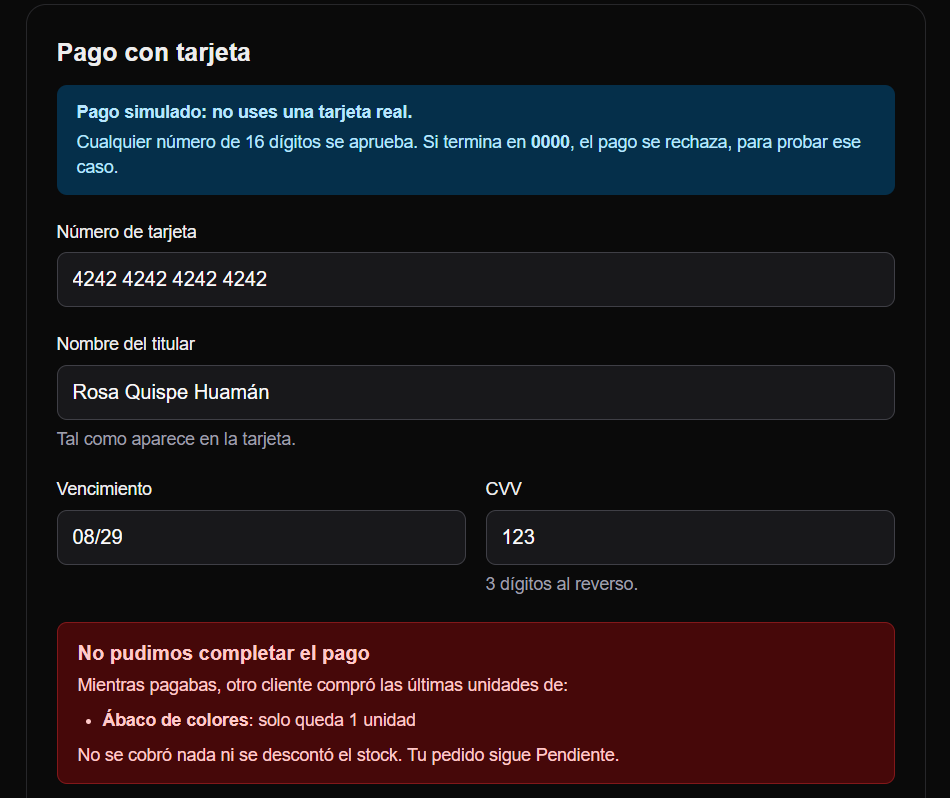 Pago con tarjeta
Pago simulado: no uses una tarjeta real.
Cualquier número de 16 dígitos se aprueba. Si termina en 0000, el pago se rechaza, para probar ese
caso.
Número de tarjeta
4242 4242 4242 4242
Nombre del titular
Rosa Quispe Huamán
Tal como aparece en la tarjeta.
Vencimiento
CVV
08/29
123
3 dígitos al reverso.
No pudimos completar el pago
Mientras pagabas, otro cliente compró las últimas unidades de:
• Ábaco de colores: solo queda 1 unidad
No se cobró nada ni se descontó el stock. Tu pedido sigue Pendiente.